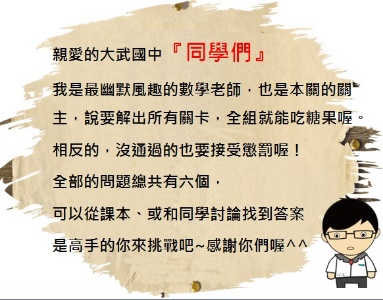 親愛的大武國中『同學們』
我是最幽默風趣的數學老師，也是本關的關
主，說要解出所有關卡，全組就能吃糖果喔。
相反的，沒通過的也要接受懲罰喔！
全部的問題總共有六個，
可以從課本、或和同學討論找到答案
是高手的你來挑戰吧~感謝你們喔^^